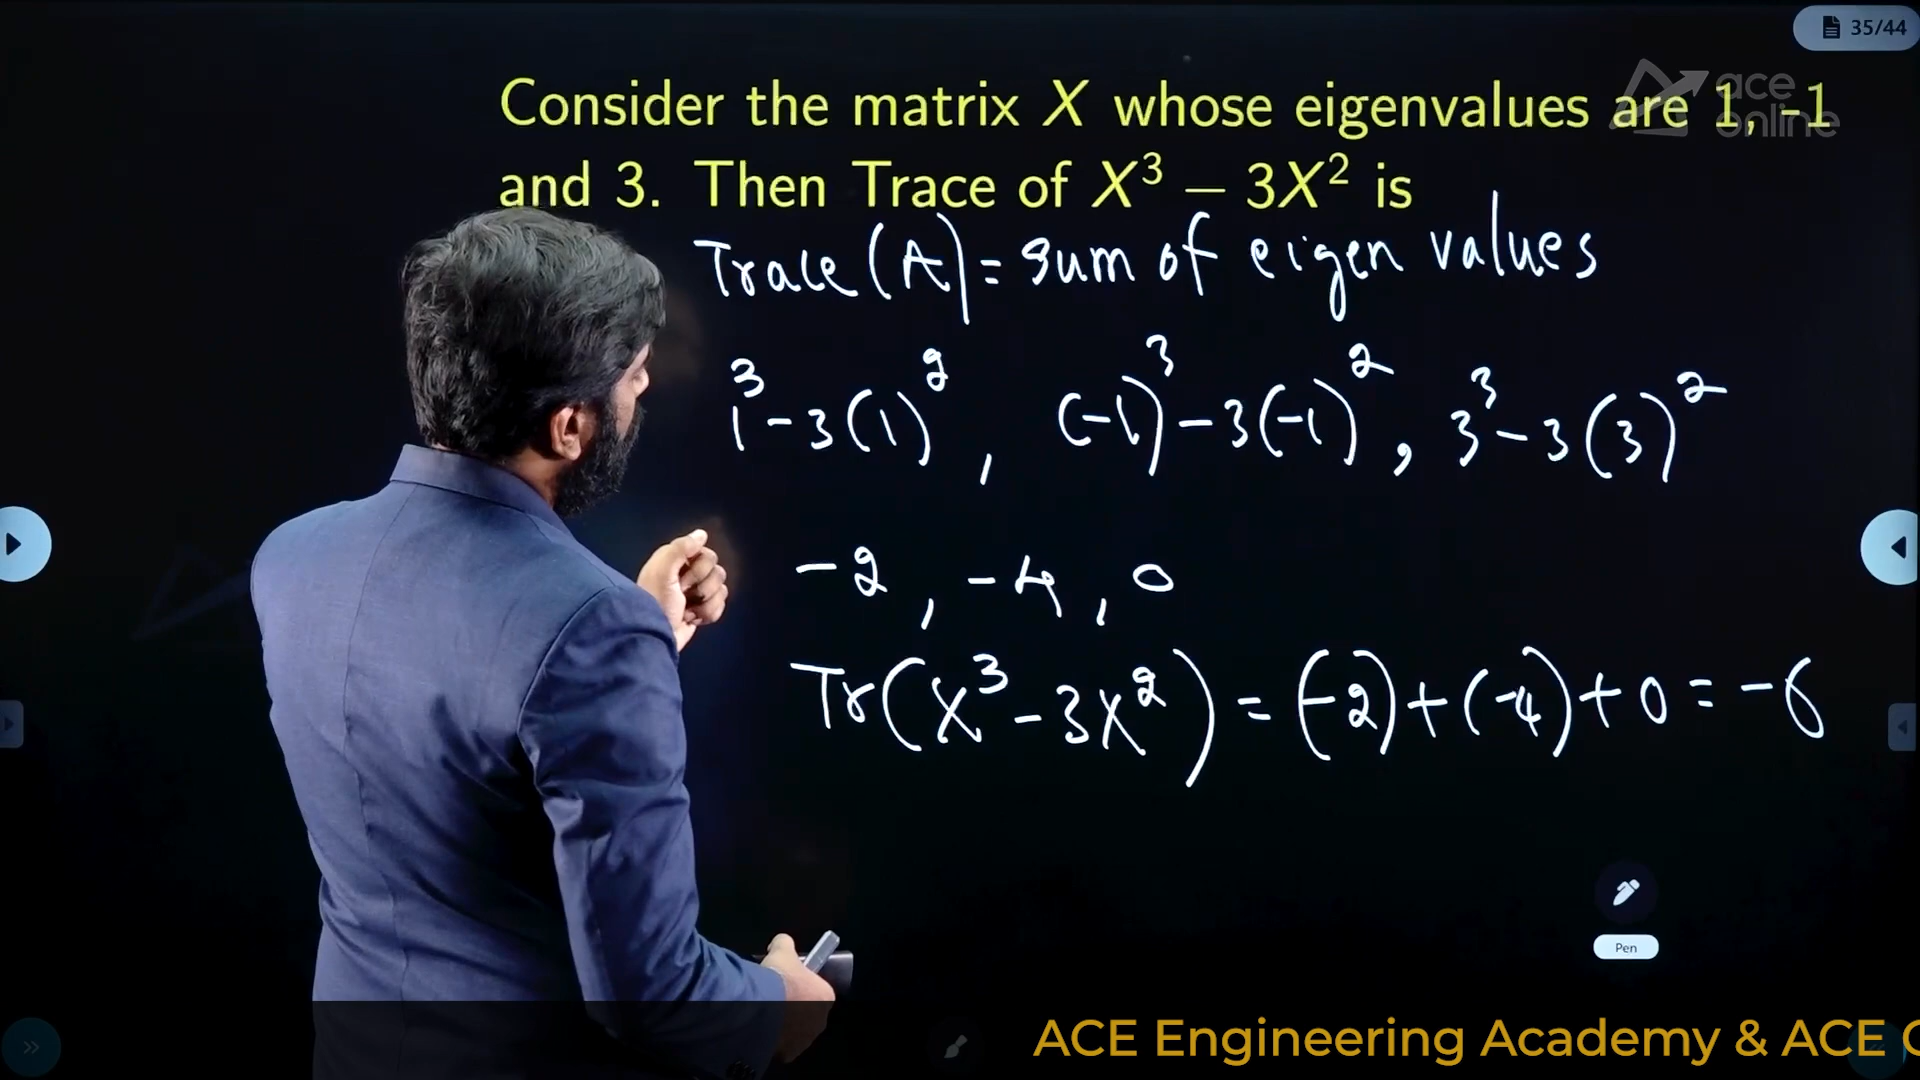 35/44
ace
online
Consider the matrix X whose eigenvalues are 1, -1
and 3. Then Trace of X³ − 3X² is
Trace(A) = sum of eigen values
1³ − 3(1)², (−1)³ − 3(−1)², 3³ − 3(3)²
−2, −4, 0
Tr(X³ − 3X²) = (−2) + (−4) + 0 = −6
Pen
ACE Engineering Academy & ACE